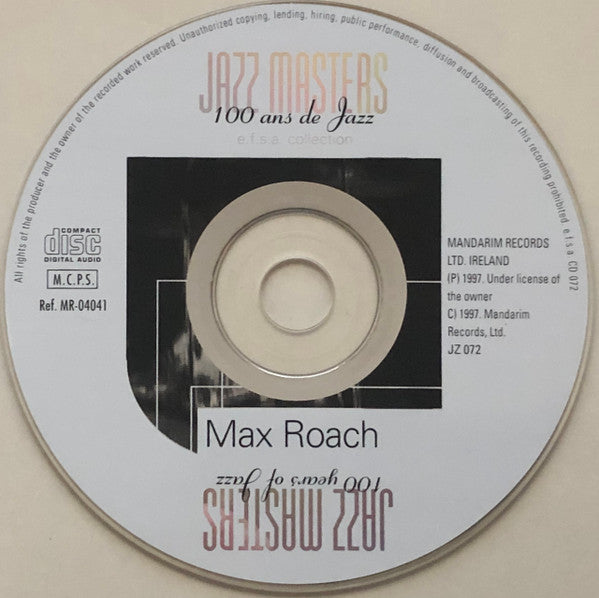 All rights of the producer and the owner of the recorded work reserved. Unauthorized copying, lending, hiring, public performance, diffusion and broadcasting of this recording prohibited. e.f.s.a. CD 072
JAZZ MASTERS
100 ans de Jazz
e.f.s.a. collection
COMPACT
disc
DIGITAL AUDIO
M.C.P.S.
Ref. MR-04041
MANDARIM RECORDS
LTD. IRELAND
(P) 1997. Under license of
the owner
C) 1997. Mandarim
Records, Ltd.
JZ 072
Max Roach
100 years of Jazz
JAZZ MASTERS